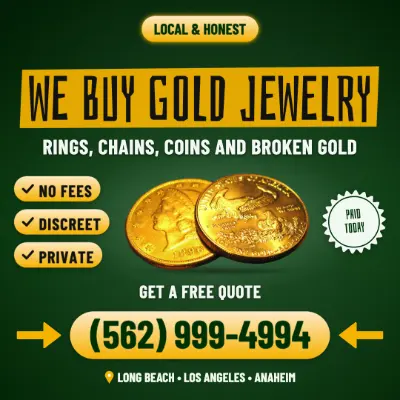 LOCAL & HONEST
WE BUY GOLD JEWELRY
RINGS, CHAINS, COINS AND BROKEN GOLD
✓ NO FEES
✓ DISCREET
✓ PRIVATE
PAID
TODAY
GET A FREE QUOTE
(562) 999-4994
LONG BEACH • LOS ANGELES • ANAHEIM